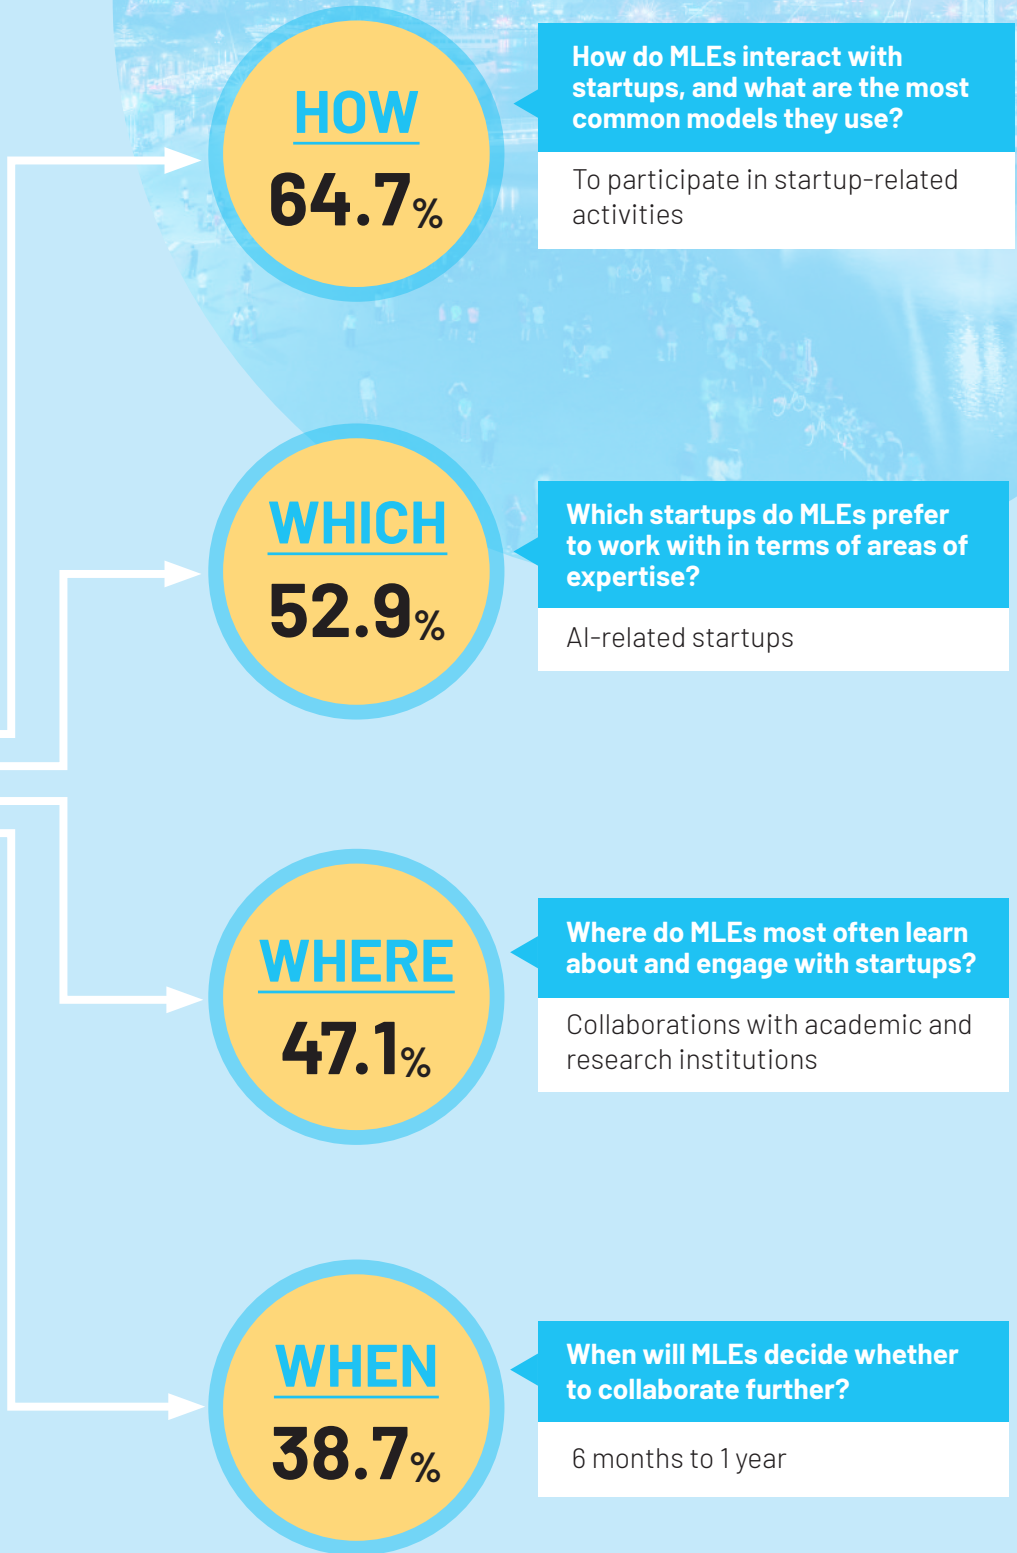 HOW
64.7%
How do MLEs interact with
startups, and what are the most
common models they use?
To participate in startup-related
activities
WHICH
52.9%
Which startups do MLEs prefer
to work with in terms of areas of
expertise?
AI-related startups
WHERE
47.1%
Where do MLEs most often learn
about and engage with startups?
Collaborations with academic and
research institutions
WHEN
38.7%
When will MLEs decide whether
to collaborate further?
6 months to 1 year